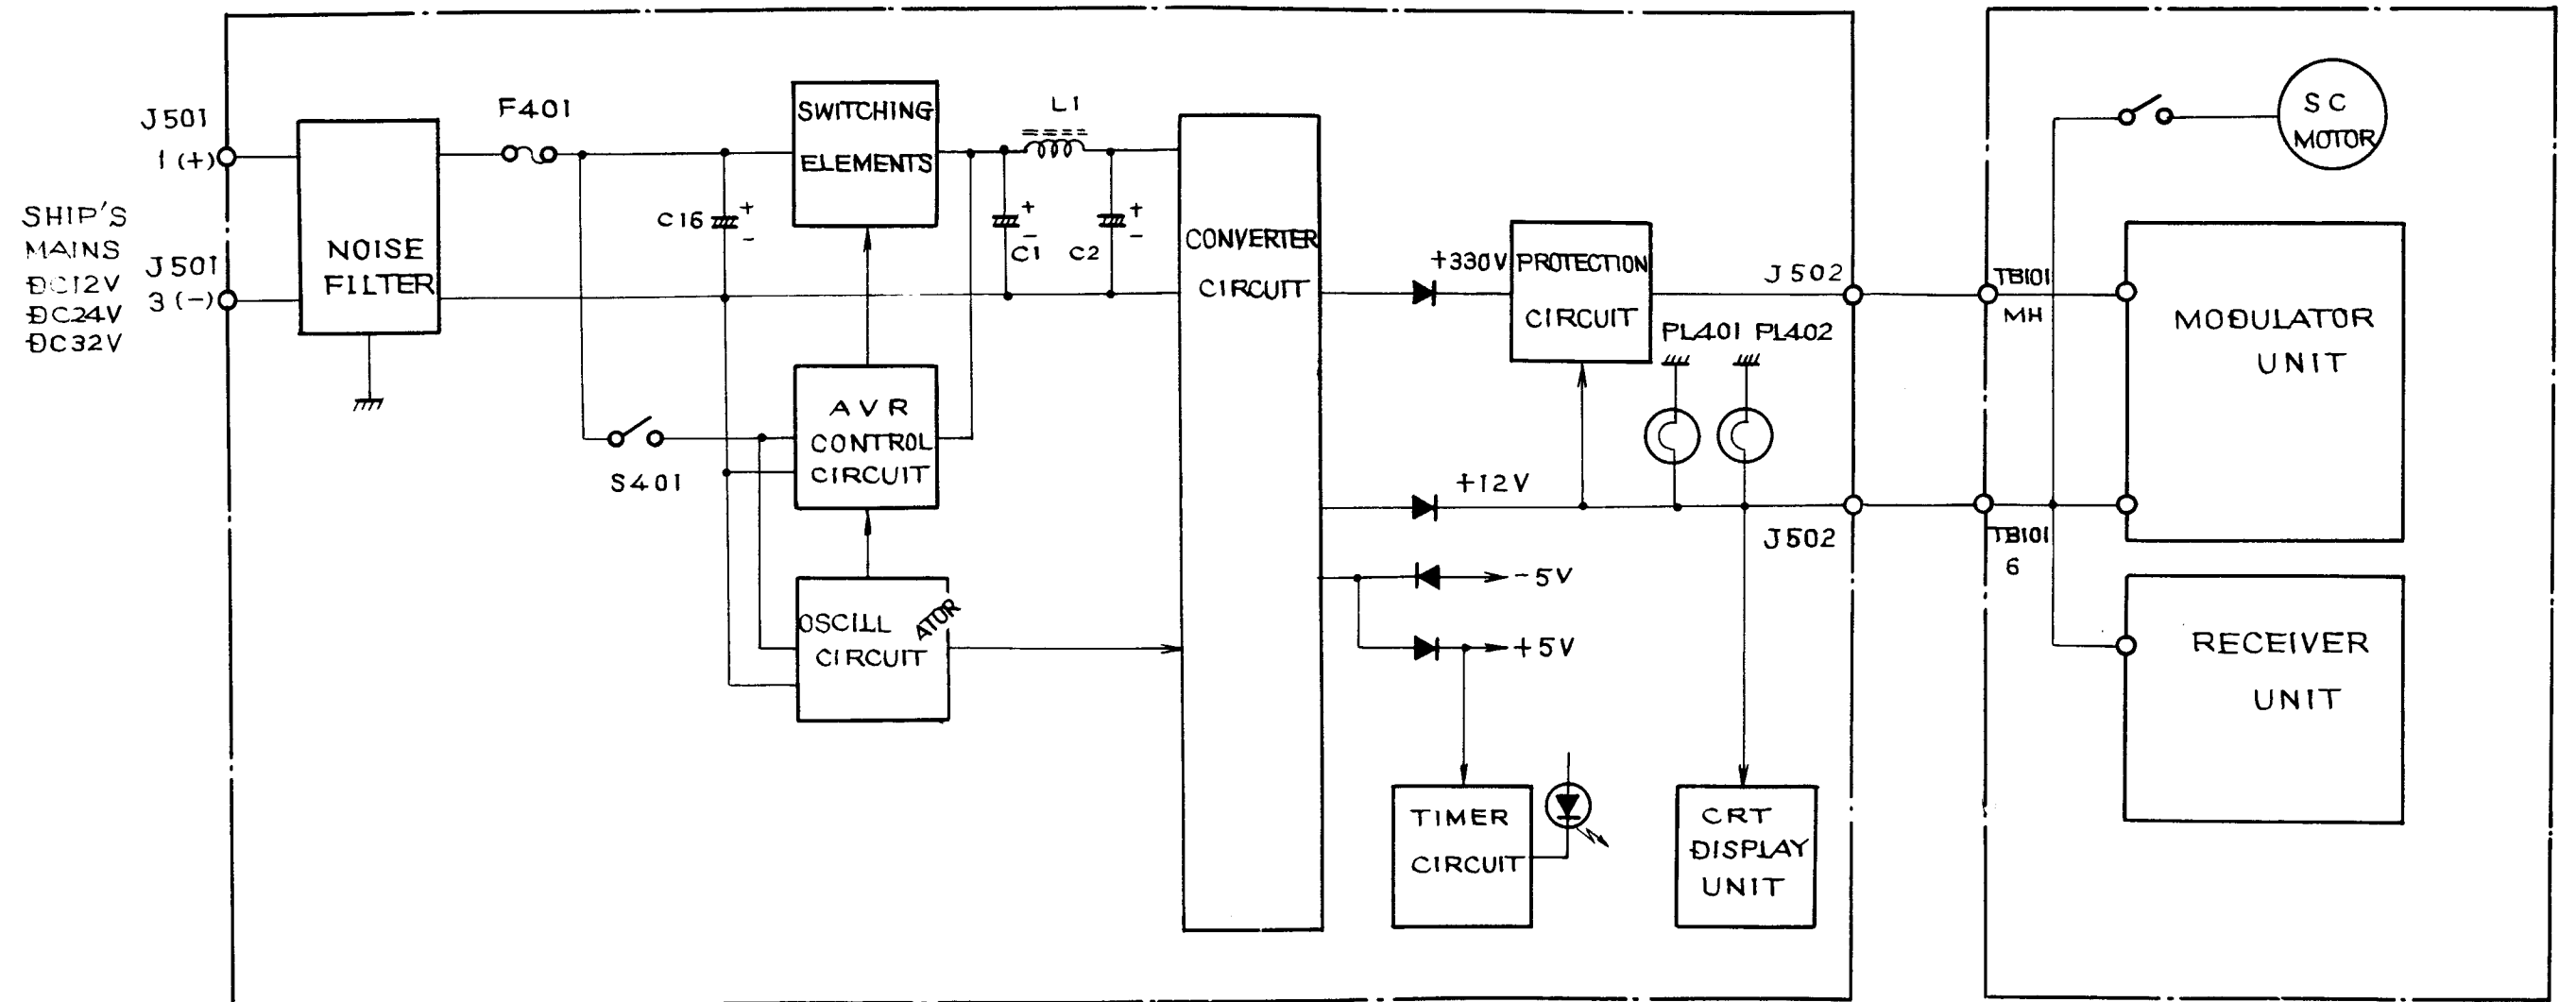 J501
1 (+)
SHIP'S
MAINS
DC12V
DC24V
DC32V
J501
3 (-)
NOISE
FILTER
F401
C16
+
-
S401
SWITCHING
ELEMENTS
AVR
CONTROL
CIRCUIT
OSCILLATOR
CIRCUIT
L1
+
-
C1
+
-
C2
CONVERTER
CIRCUIT
+330V
PROTECTION
CIRCUIT
J502
PL401 PL402
+12V
J502
-5V
+5V
TIMER
CIRCUIT
CRT
DISPLAY
UNIT
TB101
MH
TB101
6
SC
MOTOR
MODULATOR
UNIT
RECEIVER
UNIT